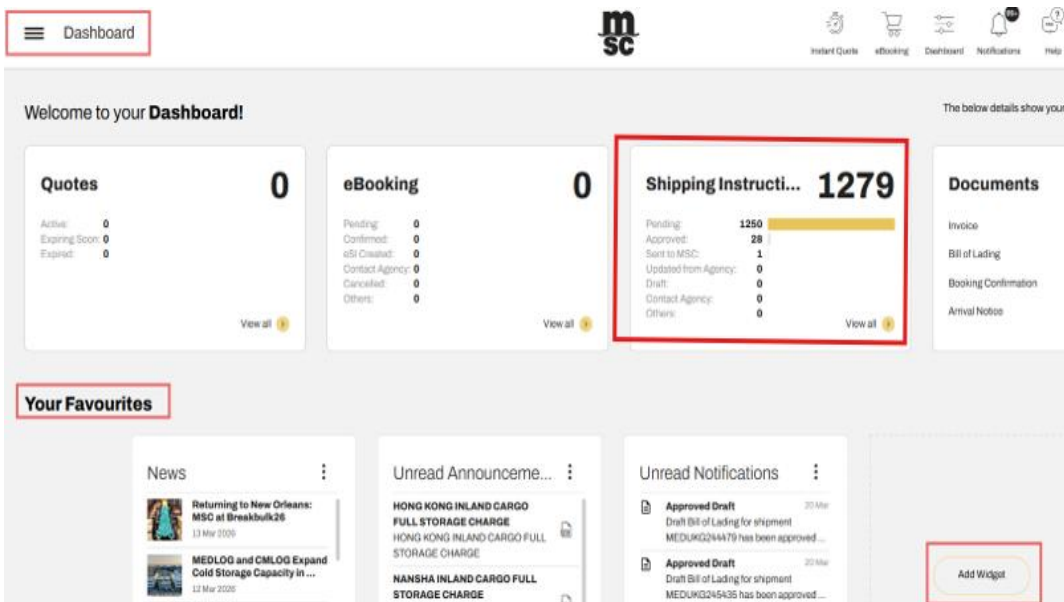 Dashboard
msc
Instant Quote
eBooking
Dashboard
Notifications
Help
99+
Welcome to your Dashboard!
The below details show your
Quotes 0
Active: 0
Expiring Soon: 0
Expired: 0
View all
eBooking 0
Pending: 0
Confirmed: 0
eSI Created: 0
Contact Agency: 0
Cancelled: 0
Others: 0
View all
Shipping Instructi... 1279
Pending: 1250
Approved: 28
Sent to MSC: 1
Updated from Agency: 0
Draft: 0
Contact Agency: 0
Others: 0
View all
Documents
Invoice
Bill of Lading
Booking Confirmation
Arrival Notice
Your Favourites
News
Returning to New Orleans:
MSC at Breakbulk26
13 Mar 2026
MEDLOG and CMLOG Expand
Cold Storage Capacity in ...
12 Mar 2026
Unread Announceme...
HONG KONG INLAND CARGO
FULL STORAGE CHARGE
HONG KONG INLAND CARGO FULL
STORAGE CHARGE
NANSHA INLAND CARGO FULL
STORAGE CHARGE
Unread Notifications
Approved Draft 20 Mar
Draft Bill of Lading for shipment
MEDUKG244479 has been approved ...
Approved Draft 20 Mar
Draft Bill of Lading for shipment
MEDUKG245435 has been approved ...
Add Widget